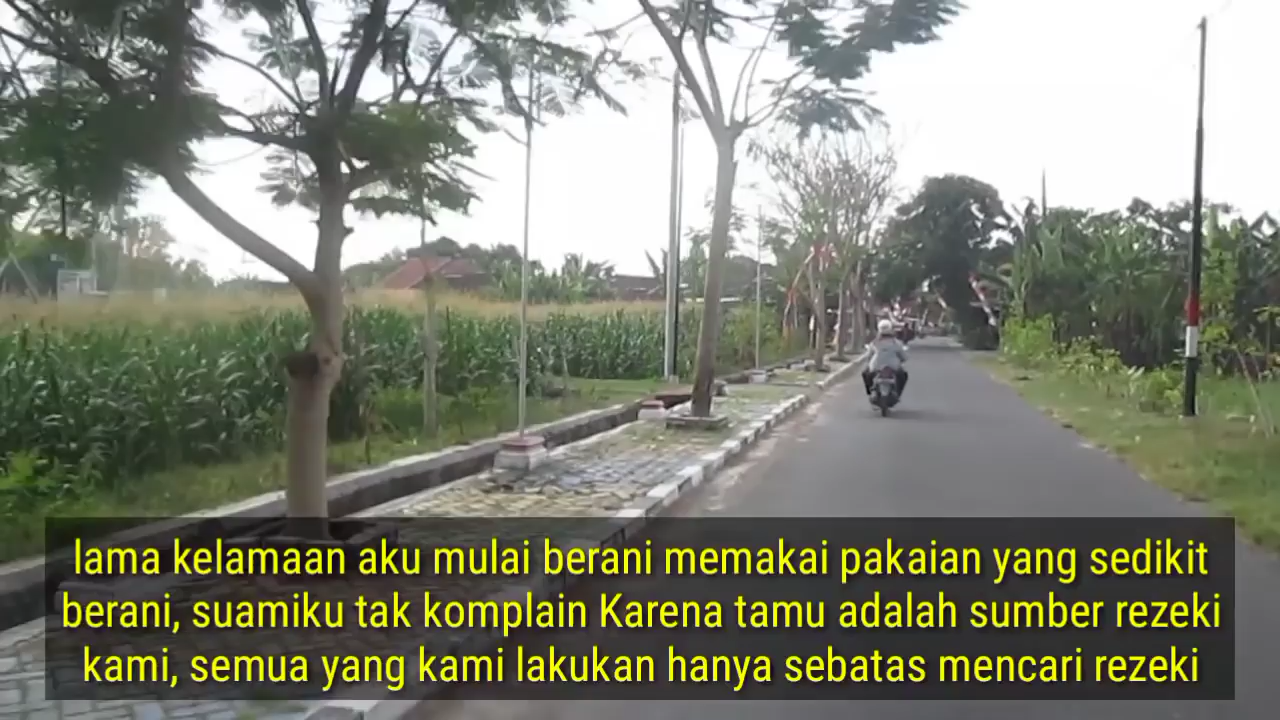 lama kelamaan aku mulai berani memakai pakaian yang sedikit
berani, suamiku tak komplain Karena tamu adalah sumber rezeki
kami, semua yang kami lakukan hanya sebatas mencari rezeki